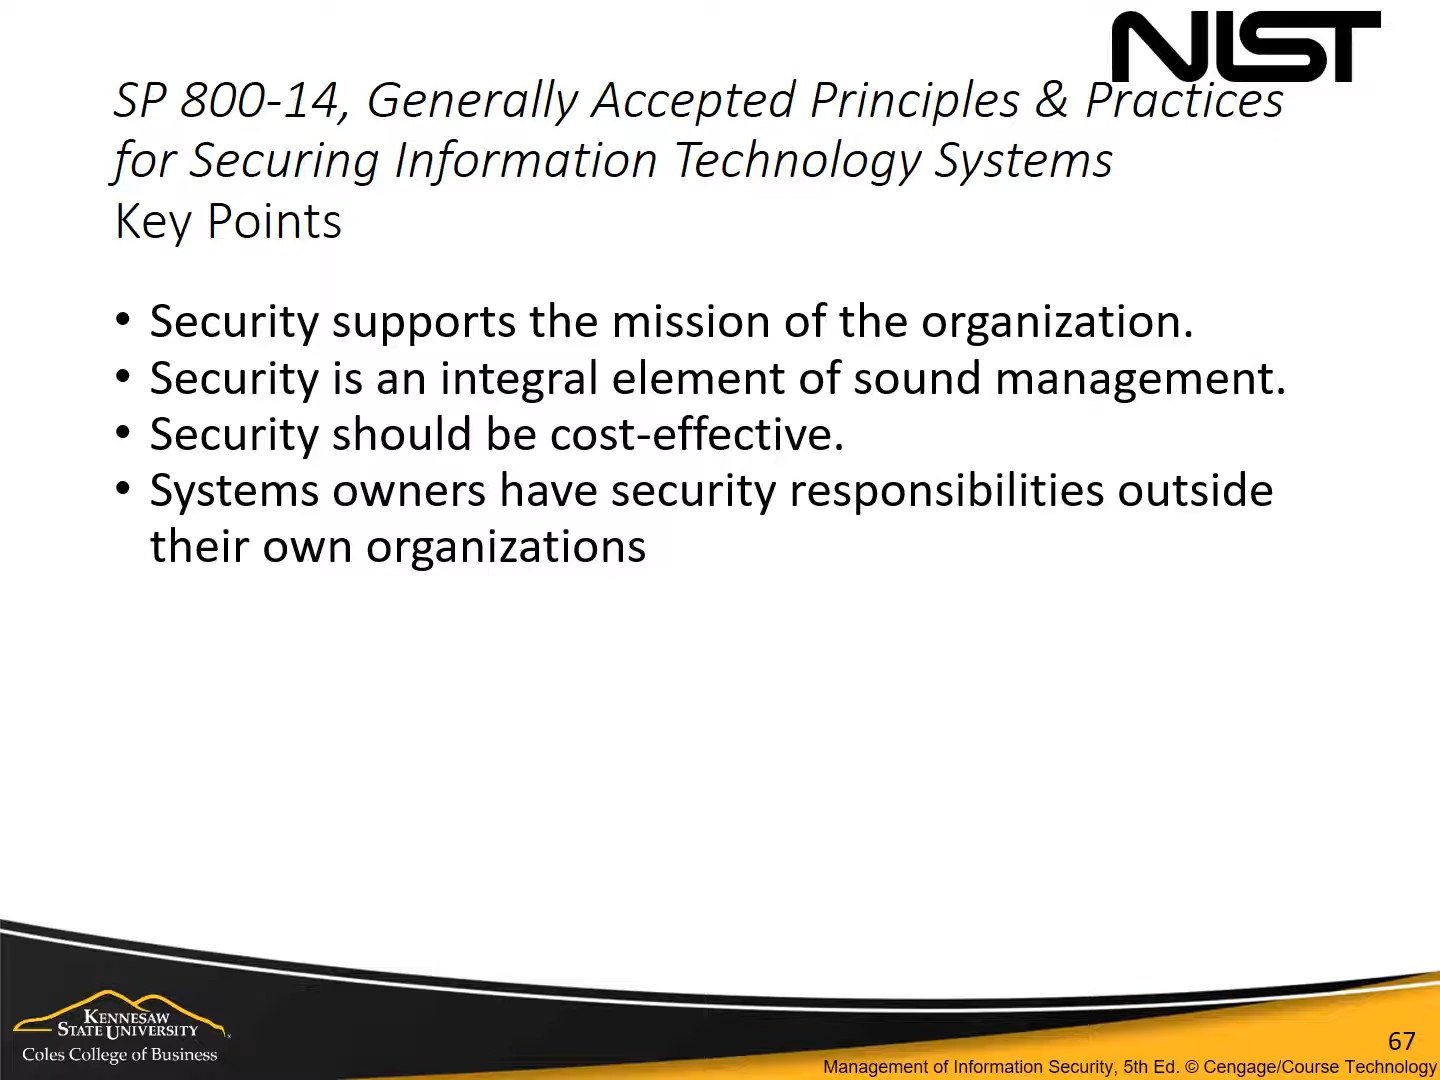 NIST
SP 800-14, Generally Accepted Principles & Practices
for Securing Information Technology Systems
Key Points
• Security supports the mission of the organization.
• Security is an integral element of sound management.
• Security should be cost-effective.
• Systems owners have security responsibilities outside
their own organizations
KENNESAW
STATE UNIVERSITY
Coles College of Business
67
Management of Information Security, 5th Ed. © Cengage/Course Technology